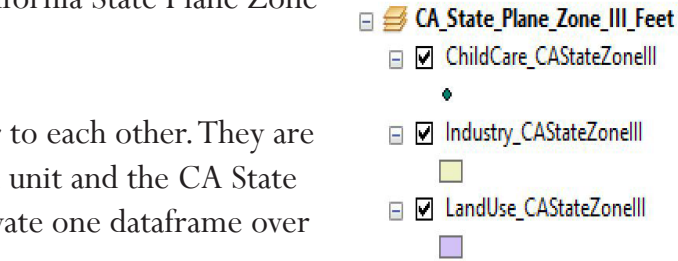 ifornia State Plane Zone
to each other. They are
unit and the CA State
vate one dataframe over
CA_State_Plane_Zone_III_Feet
ChildCare_CAStateZoneIII
Industry_CAStateZoneIII
LandUse_CAStateZoneIII